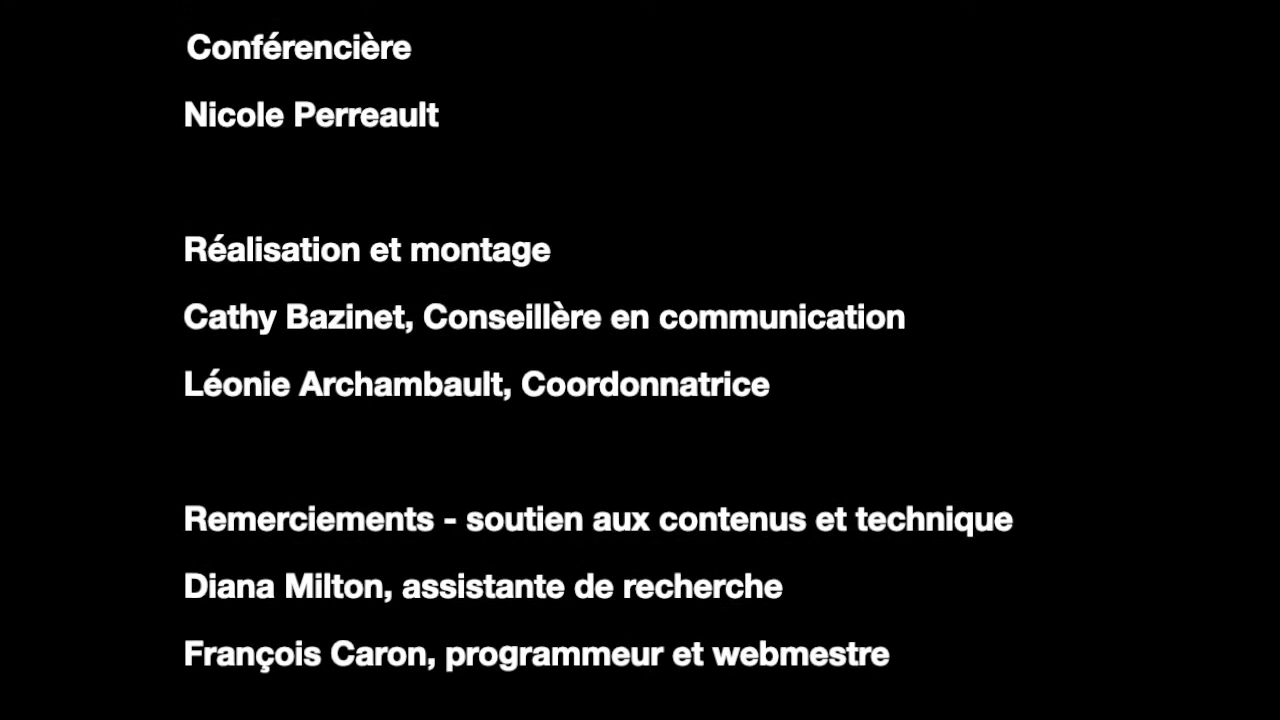 Conférencière
Nicole Perreault
Réalisation et montage
Cathy Bazinet, Conseillère en communication
Léonie Archambault, Coordonnatrice
Remerciements - soutien aux contenus et technique
Diana Milton, assistante de recherche
François Caron, programmeur et webmestre